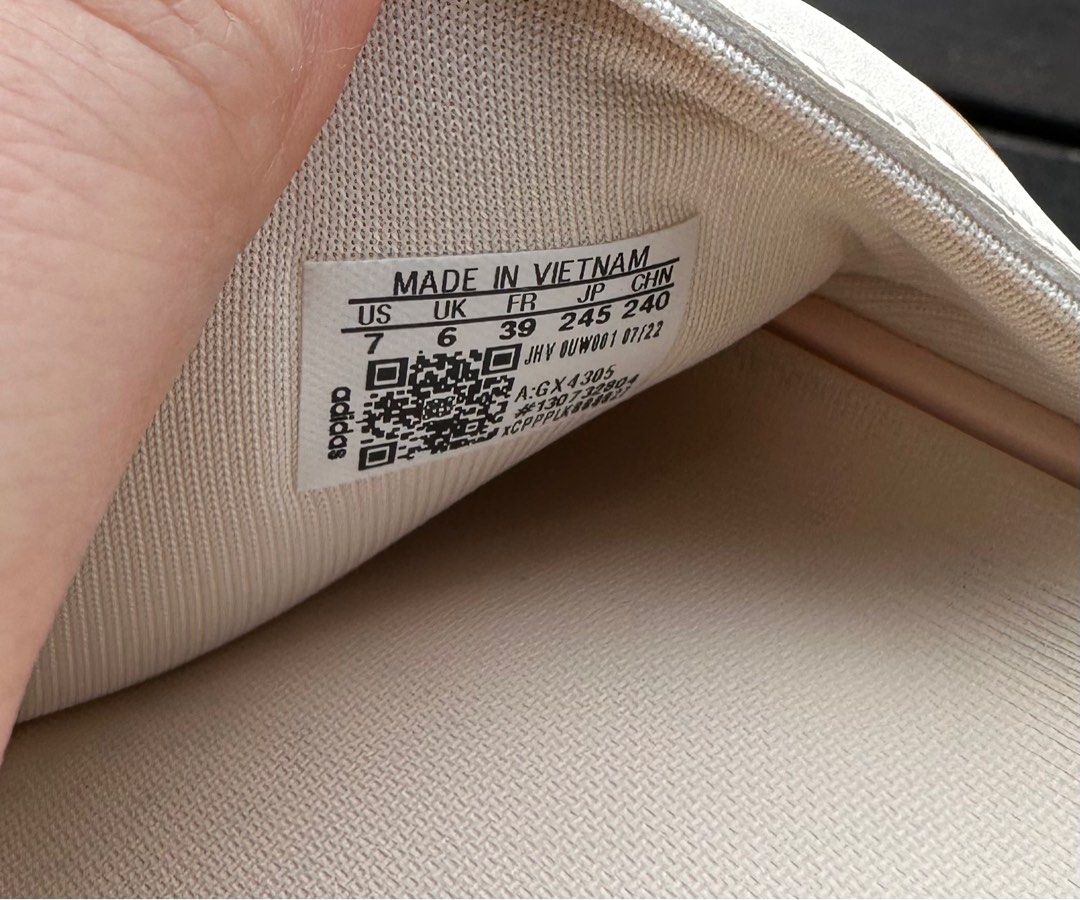 MADE IN VIETNAM
US UK FR JP CHN
7 6 39 245 240
JHV 0UW001 07/22
A:GX4305
#130732804
adidas